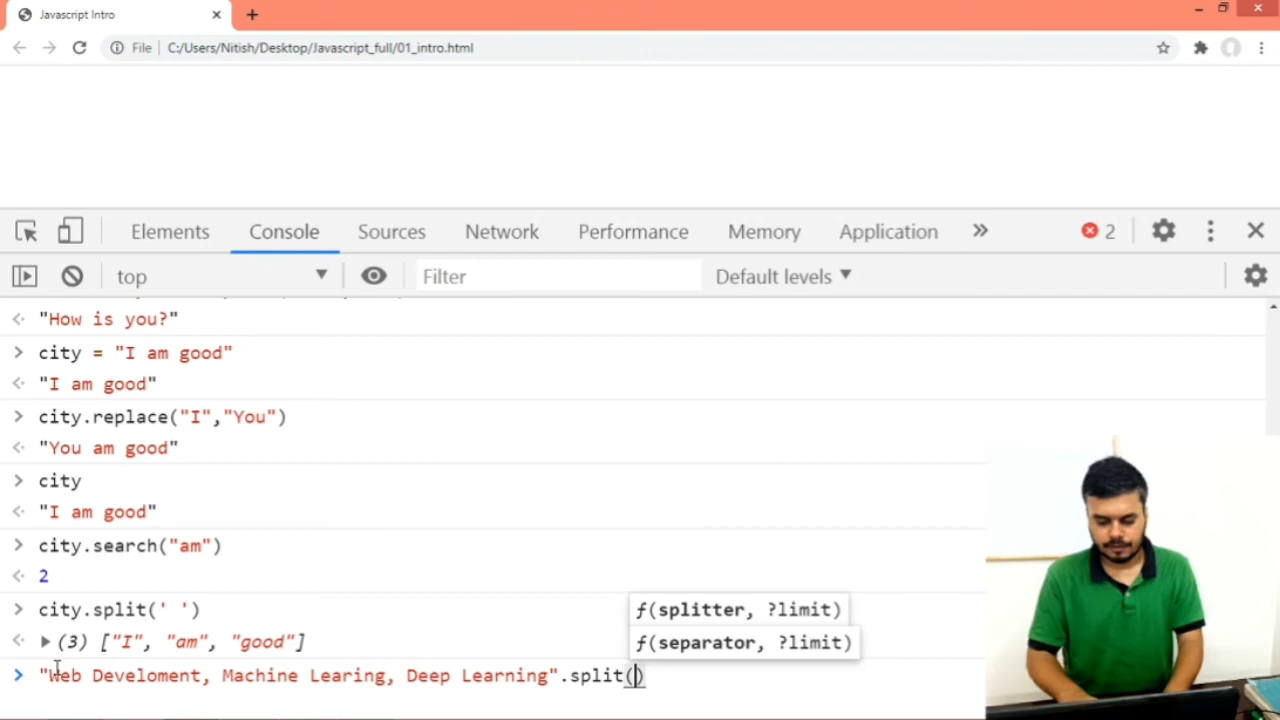 Javascript Intro
File C:/Users/Nitish/Desktop/Javascript_full/01_intro.html
Elements Console Sources Network Performance Memory Application » 2
top Filter Default levels
"How is you?"
city = "I am good"
"I am good"
city.replace("I","You")
"You am good"
city
"I am good"
city.search("am")
2
city.split(' ')
(3) ["I", "am", "good"]
ƒ(splitter, ?limit)
ƒ(separator, ?limit)
"Web Develoment, Machine Learing, Deep Learning".split()